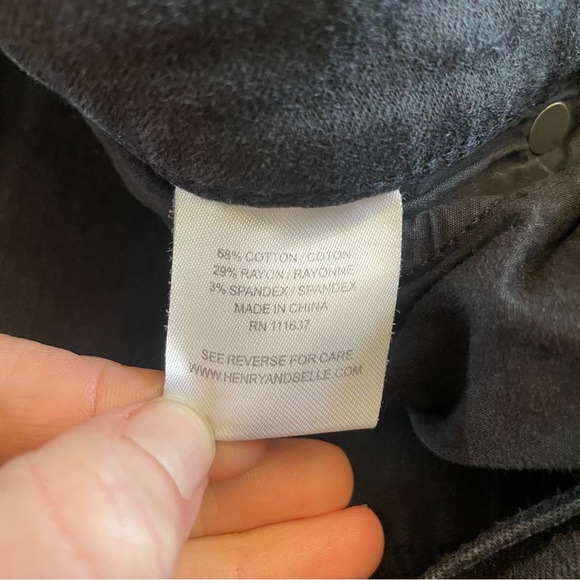 68% COTTON / COTON
29% RAYON / RAYONNE
3% SPANDEX / SPANDEX
MADE IN CHINA
RN 111637
SEE REVERSE FOR CARE
WWW.HENRYANDBELLE.COM